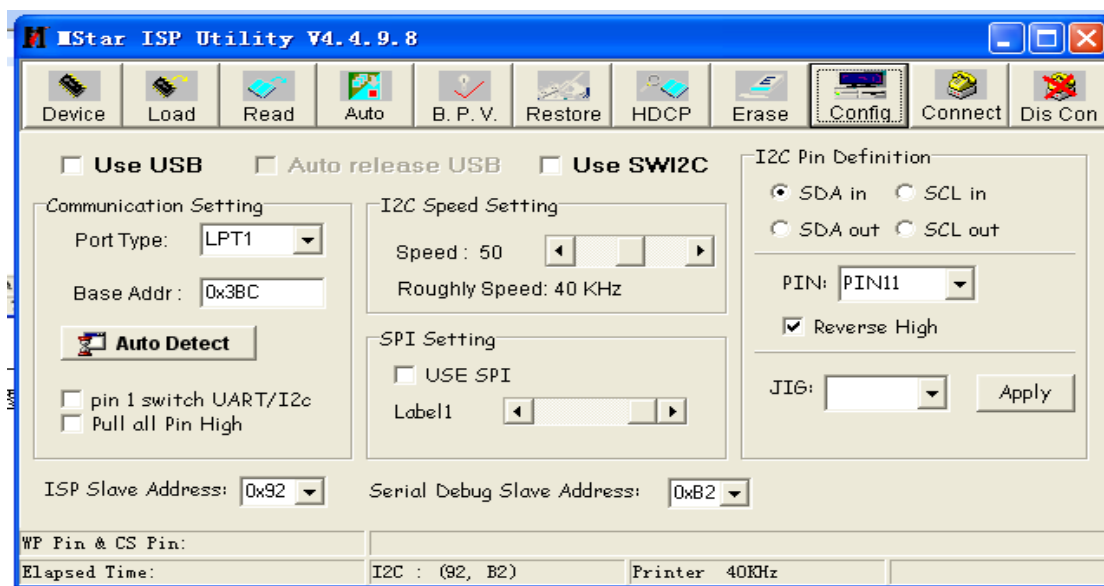 MStar ISP Utility V4.4.9.8
Device Load Read Auto B. P. V. Restore HDCP Erase Config Connect Dis Con
Use USB Auto release USB Use SWI2C
Communication Setting
Port Type: LPT1
Base Addr : 0x3BC
Auto Detect
pin 1 switch UART/I2c
Pull all Pin High
I2C Speed Setting
Speed : 50
Roughly Speed: 40 KHz
SPI Setting
USE SPI
Label1
I2C Pin Definition
SDA in SCL in
SDA out SCL out
PIN: PIN11
Reverse High
JIG: Apply
ISP Slave Address: 0x92 Serial Debug Slave Address: 0xB2
WP Pin & CS Pin:
Elapsed Time: I2C : (92, B2) Printer 40KHz